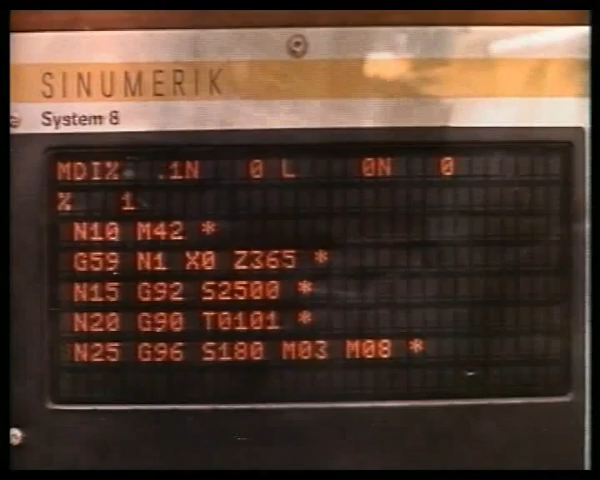 SINUMERIK
System 8
MDI% .1N 0 L 0N 0
% 1
N10 M42 *
G59 N1 X0 Z365 *
N15 G92 S2500 *
N20 G90 T0101 *
N25 G96 S180 M03 M08 *